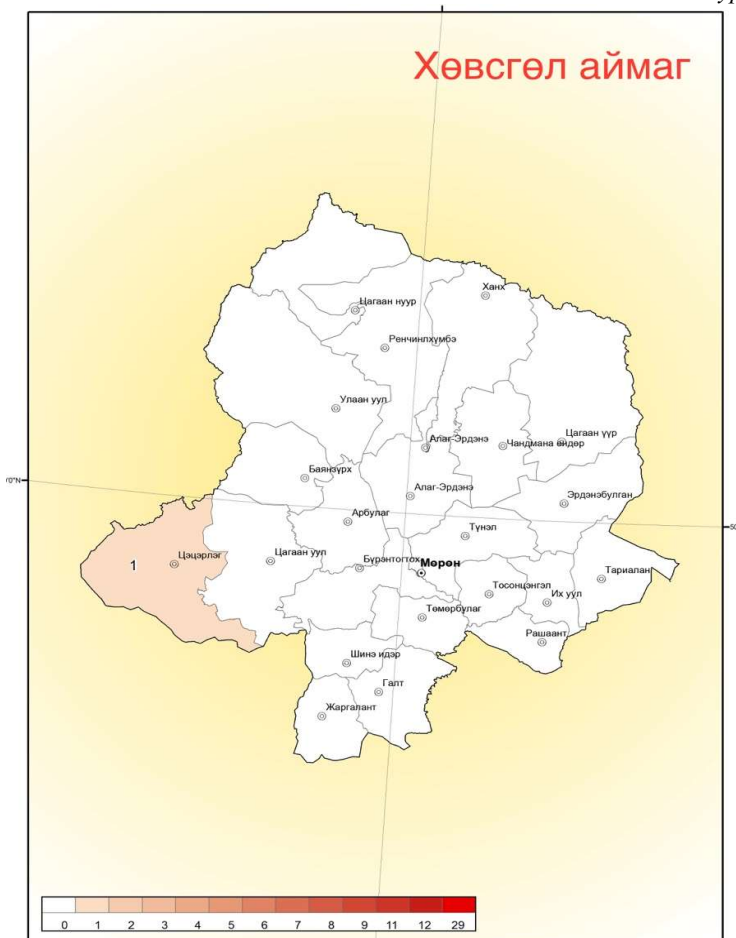 Хөвсгөл аймаг
Ханх
Цагаан нуур
Ренчинлхүмбэ
Улаан уул
Алаг-Эрдэнэ
Чандмана өндөр
Цагаан үүр
Баянзүрх
Алаг-Эрдэнэ
Эрдэнэбулган
Арбулаг
Түнэл
1
Цэцэрлэг
Цагаан уул
Бүрэнтогтох
Мөрөн
Тосонцэнгэл
Их уул
Тариалан
Төмөрбулаг
Рашаант
Шинэ идэр
Галт
Жаргалант
0 1 2 3 4 5 6 7 8 9 11 12 29